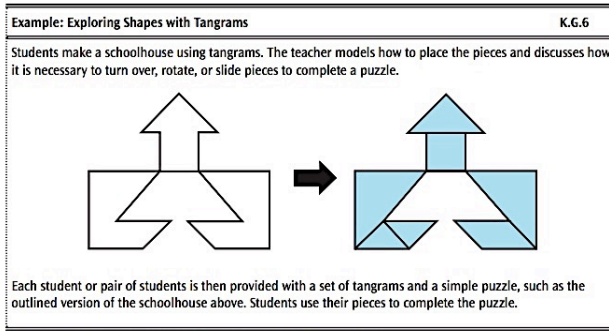 Example: Exploring Shapes with Tangrams K.G.6
Students make a schoolhouse using tangrams. The teacher models how to place the pieces and discusses how
it is necessary to turn over, rotate, or slide pieces to complete a puzzle.
Each student or pair of students is then provided with a set of tangrams and a simple puzzle, such as the
outlined version of the schoolhouse above. Students use their pieces to complete the puzzle.